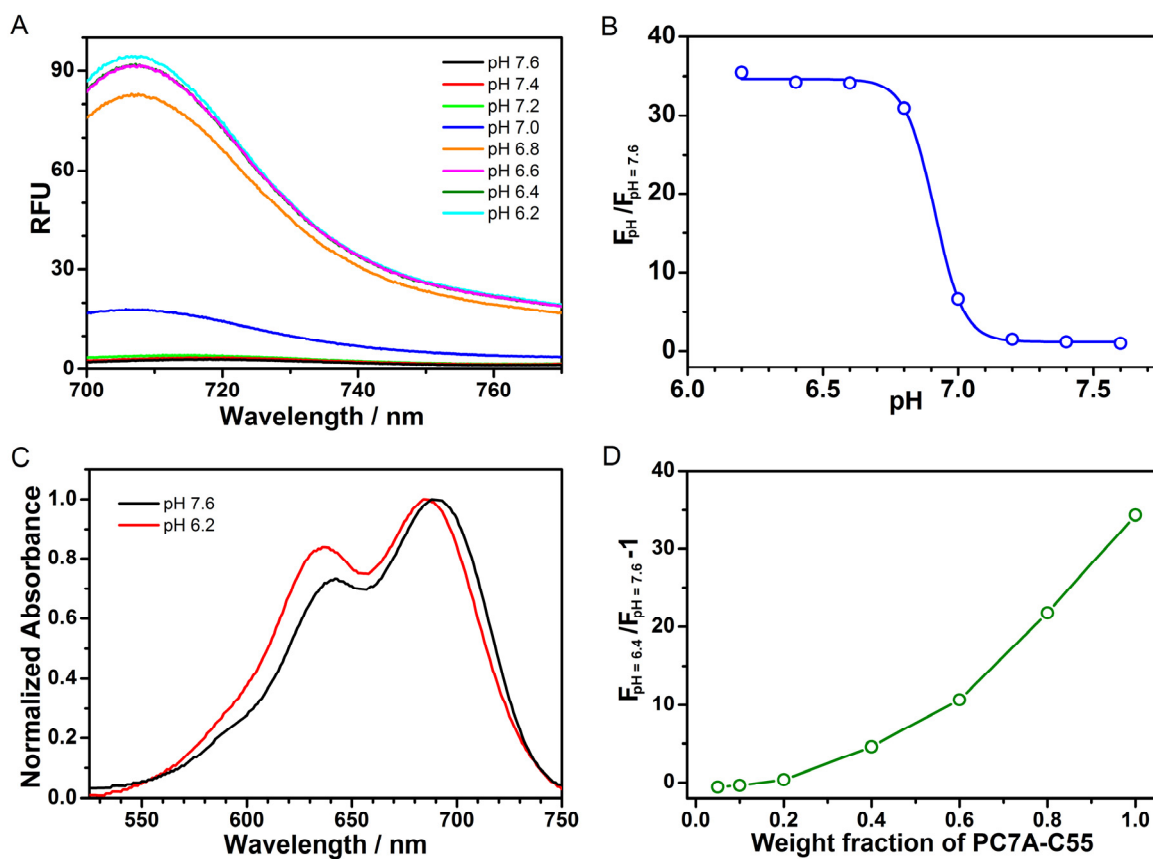 A
90
60
30
0
RFU
700
720
740
760
Wavelength / nm
pH 7.6
pH 7.4
pH 7.2
pH 7.0
pH 6.8
pH 6.6
pH 6.4
pH 6.2
B
40
30
20
10
0
FpH /FpH = 7.6
6.0
6.5
7.0
7.5
pH
C
1.0
0.8
0.6
0.4
0.2
0.0
Normalized Absorbance
550
600
650
700
750
Wavelength / nm
pH 7.6
pH 6.2
D
40
30
20
10
0
FpH = 6.4 /FpH = 7.6 -1
0.0
0.2
0.4
0.6
0.8
1.0
Weight fraction of PC7A-C55